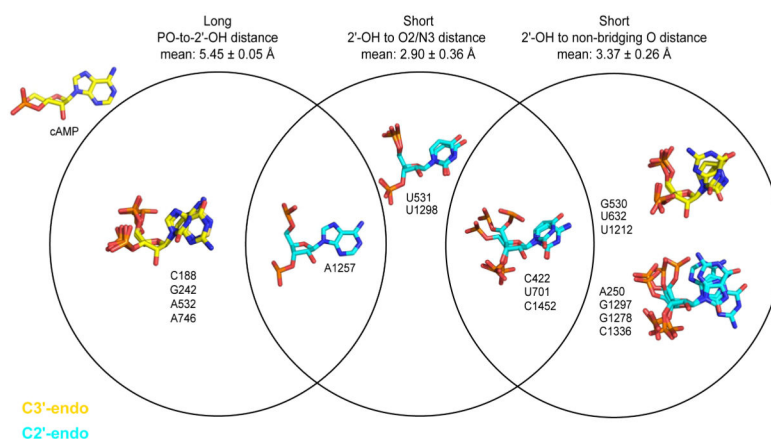 Long
PO-to-2'-OH distance
mean: 5.45 ± 0.05 Å
Short
2'-OH to O2/N3 distance
mean: 2.90 ± 0.36 Å
Short
2'-OH to non-bridging O distance
mean: 3.37 ± 0.26 Å
cAMP
C188
G242
A532
A746
A1257
U531
U1298
C422
U701
C1452
G530
U632
U1212
A250
G1297
G1278
C1336
C3'-endo
C2'-endo